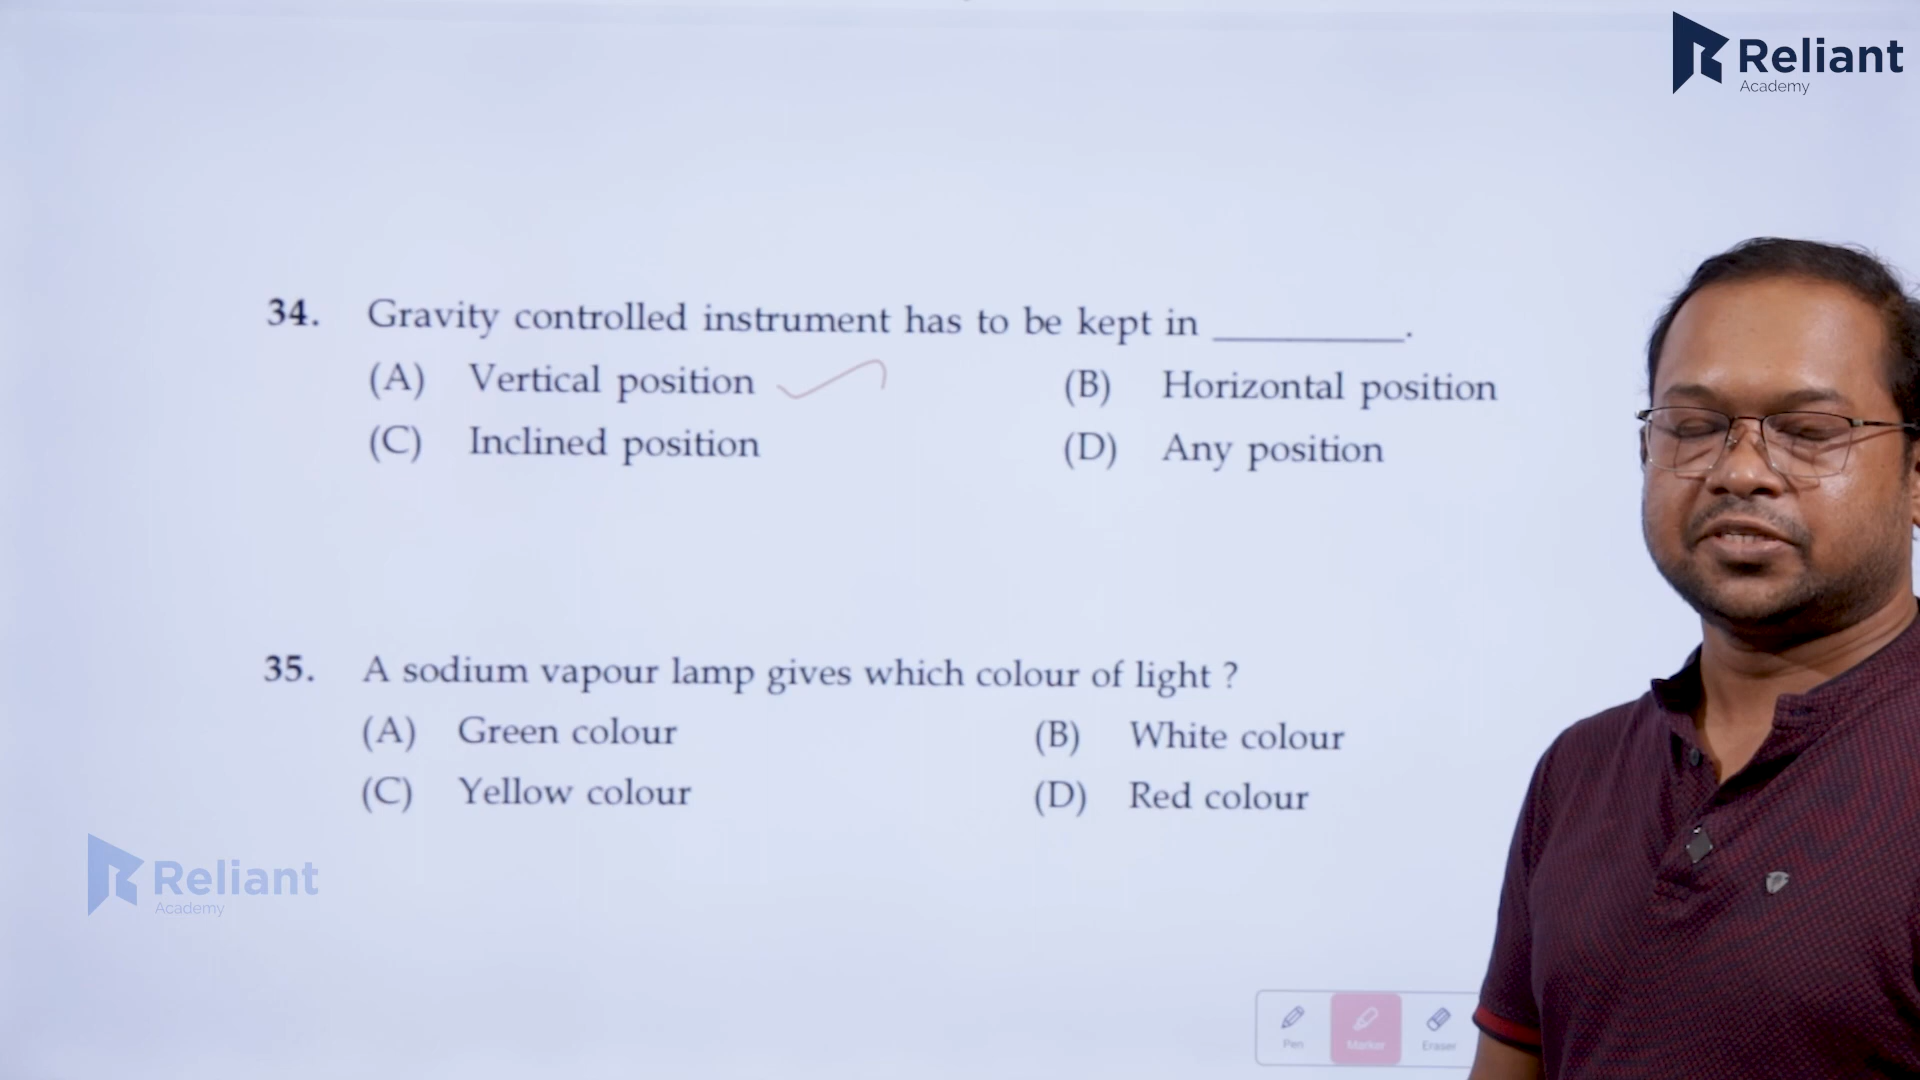 Reliant
Academy
34. Gravity controlled instrument has to be kept in __________.
(A) Vertical position (B) Horizontal position
(C) Inclined position (D) Any position
35. A sodium vapour lamp gives which colour of light ?
(A) Green colour (B) White colour
(C) Yellow colour (D) Red colour
Reliant
Academy
Pen Marker Eraser